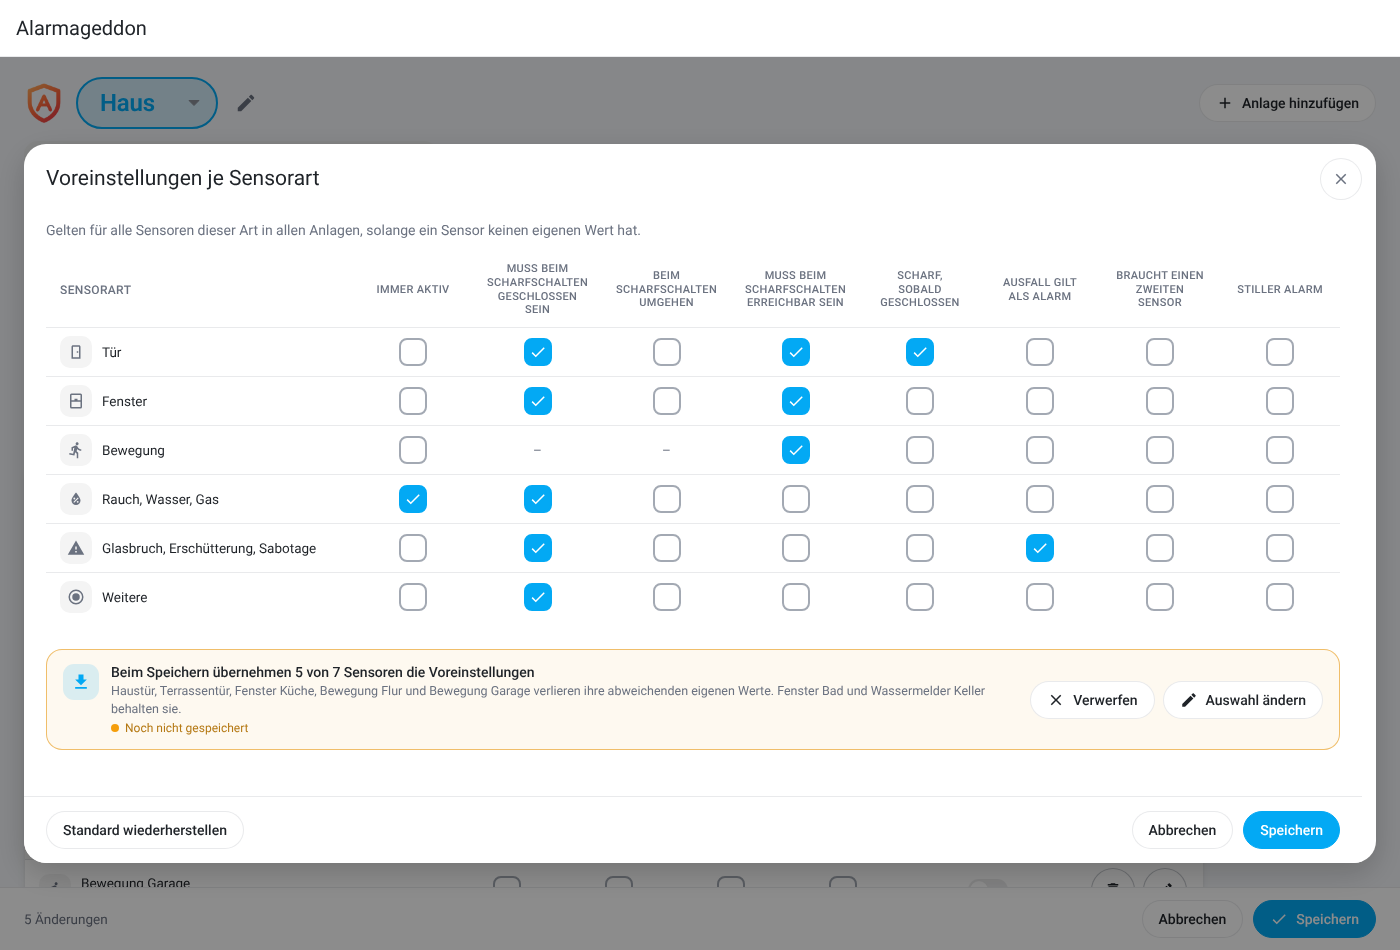 Alarmageddon
Haus
Anlage hinzufügen
Voreinstellungen je Sensorart
Gelten für alle Sensoren dieser Art in allen Anlagen, solange ein Sensor keinen eigenen Wert hat.
SENSORART
IMMER AKTIV
MUSS BEIM
SCHARFSCHALTEN
GESCHLOSSEN
SEIN
BEIM
SCHARFSCHALTEN
UMGEHEN
MUSS BEIM
SCHARFSCHALTEN
ERREICHBAR SEIN
SCHARF,
SOBALD
GESCHLOSSEN
AUSFALL GILT
ALS ALARM
BRAUCHT EINEN
ZWEITEN
SENSOR
STILLER ALARM
Tür
Fenster
Bewegung
–
–
Rauch, Wasser, Gas
Glasbruch, Erschütterung, Sabotage
Weitere
Beim Speichern übernehmen 5 von 7 Sensoren die Voreinstellungen
Haustür, Terrassentür, Fenster Küche, Bewegung Flur und Bewegung Garage verlieren ihre abweichenden eigenen Werte. Fenster Bad und Wassermelder Keller
behalten sie.
Noch nicht gespeichert
Verwerfen
Auswahl ändern
Standard wiederherstellen
Abbrechen
Speichern
Bewegung Garage
5 Änderungen
Abbrechen
Speichern